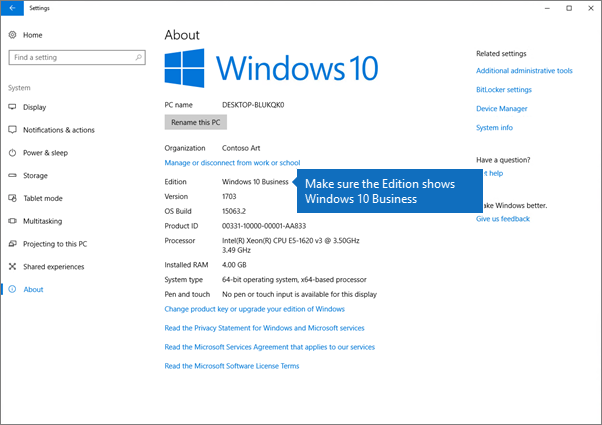 Settings
Home
Find a setting
System
Display
Notifications & actions
Power & sleep
Storage
Tablet mode
Multitasking
Projecting to this PC
Shared experiences
About
About
Windows 10
PC name DESKTOP-BLUKQK0
Rename this PC
Organization Contoso Art
Manage or disconnect from work or school
Edition Windows 10 Business
Version 1703
OS Build 15063.2
Product ID 00331-10000-00001-AA833
Processor Intel(R) Xeon(R) CPU E5-1620 v3 @ 3.50GHz
3.49 GHz
Installed RAM 4.00 GB
System type 64-bit operating system, x64-based processor
Pen and touch No pen or touch input is available for this display
Change product key or upgrade your edition of Windows
Read the Privacy Statement for Windows and Microsoft services
Read the Microsoft Services Agreement that applies to our services
Read the Microsoft Software License Terms
Make sure the Edition shows
Windows 10 Business
Related settings
Additional administrative tools
BitLocker settings
Device Manager
System info
Have a question?
et help
ake Windows better.
Give us feedback